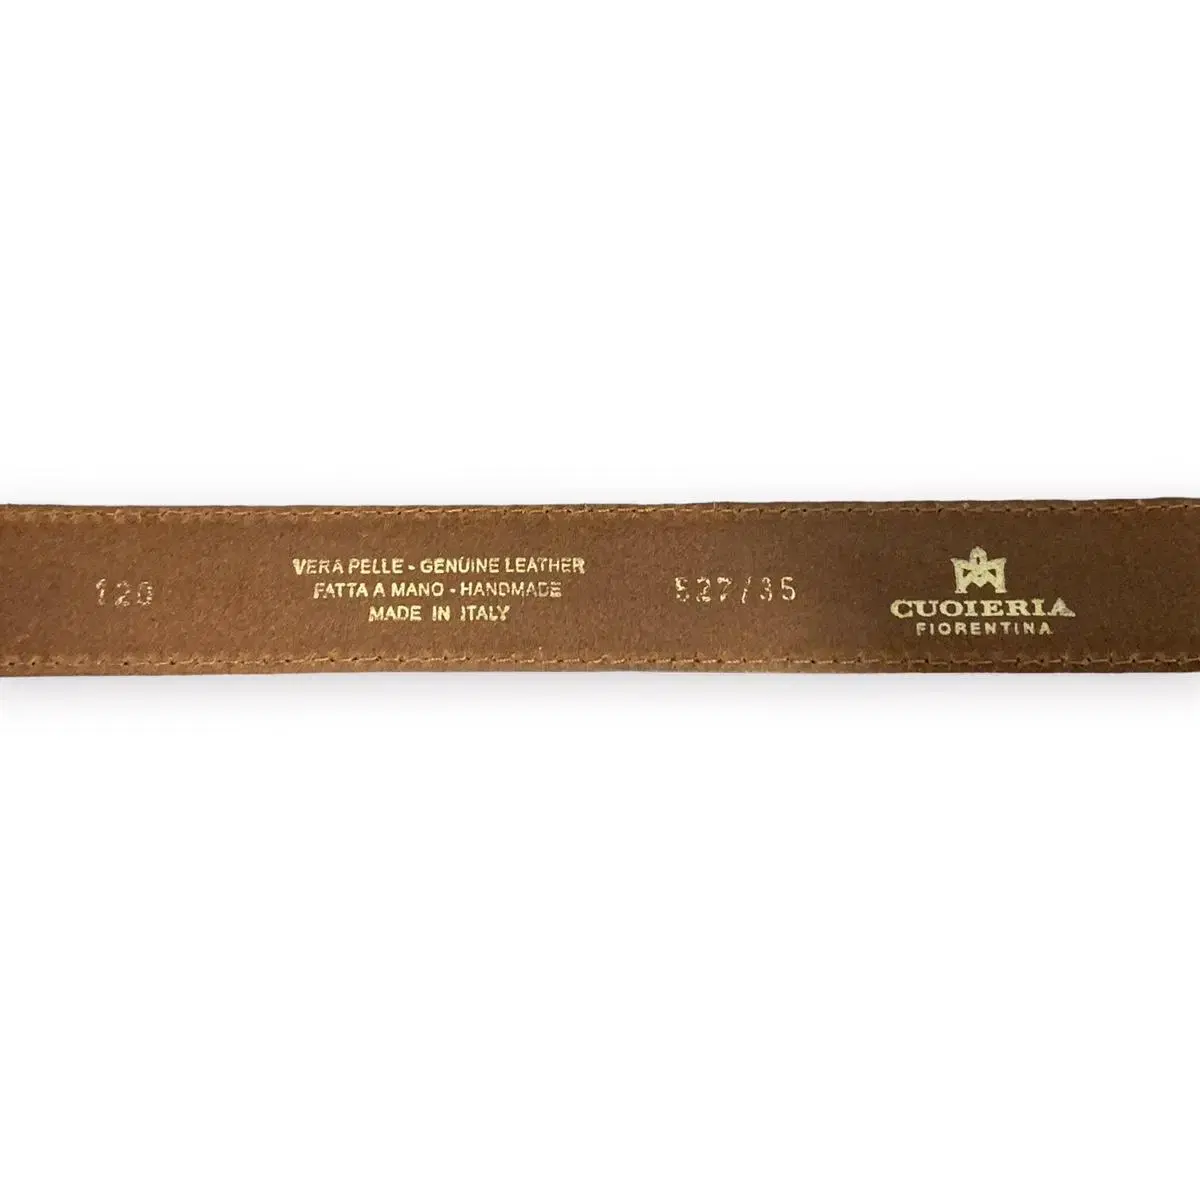 120
VERA PELLE - GENUINE LEATHER
FATTA A MANO - HANDMADE
MADE IN ITALY
527/35
CUOIERIA
FIORENTINA